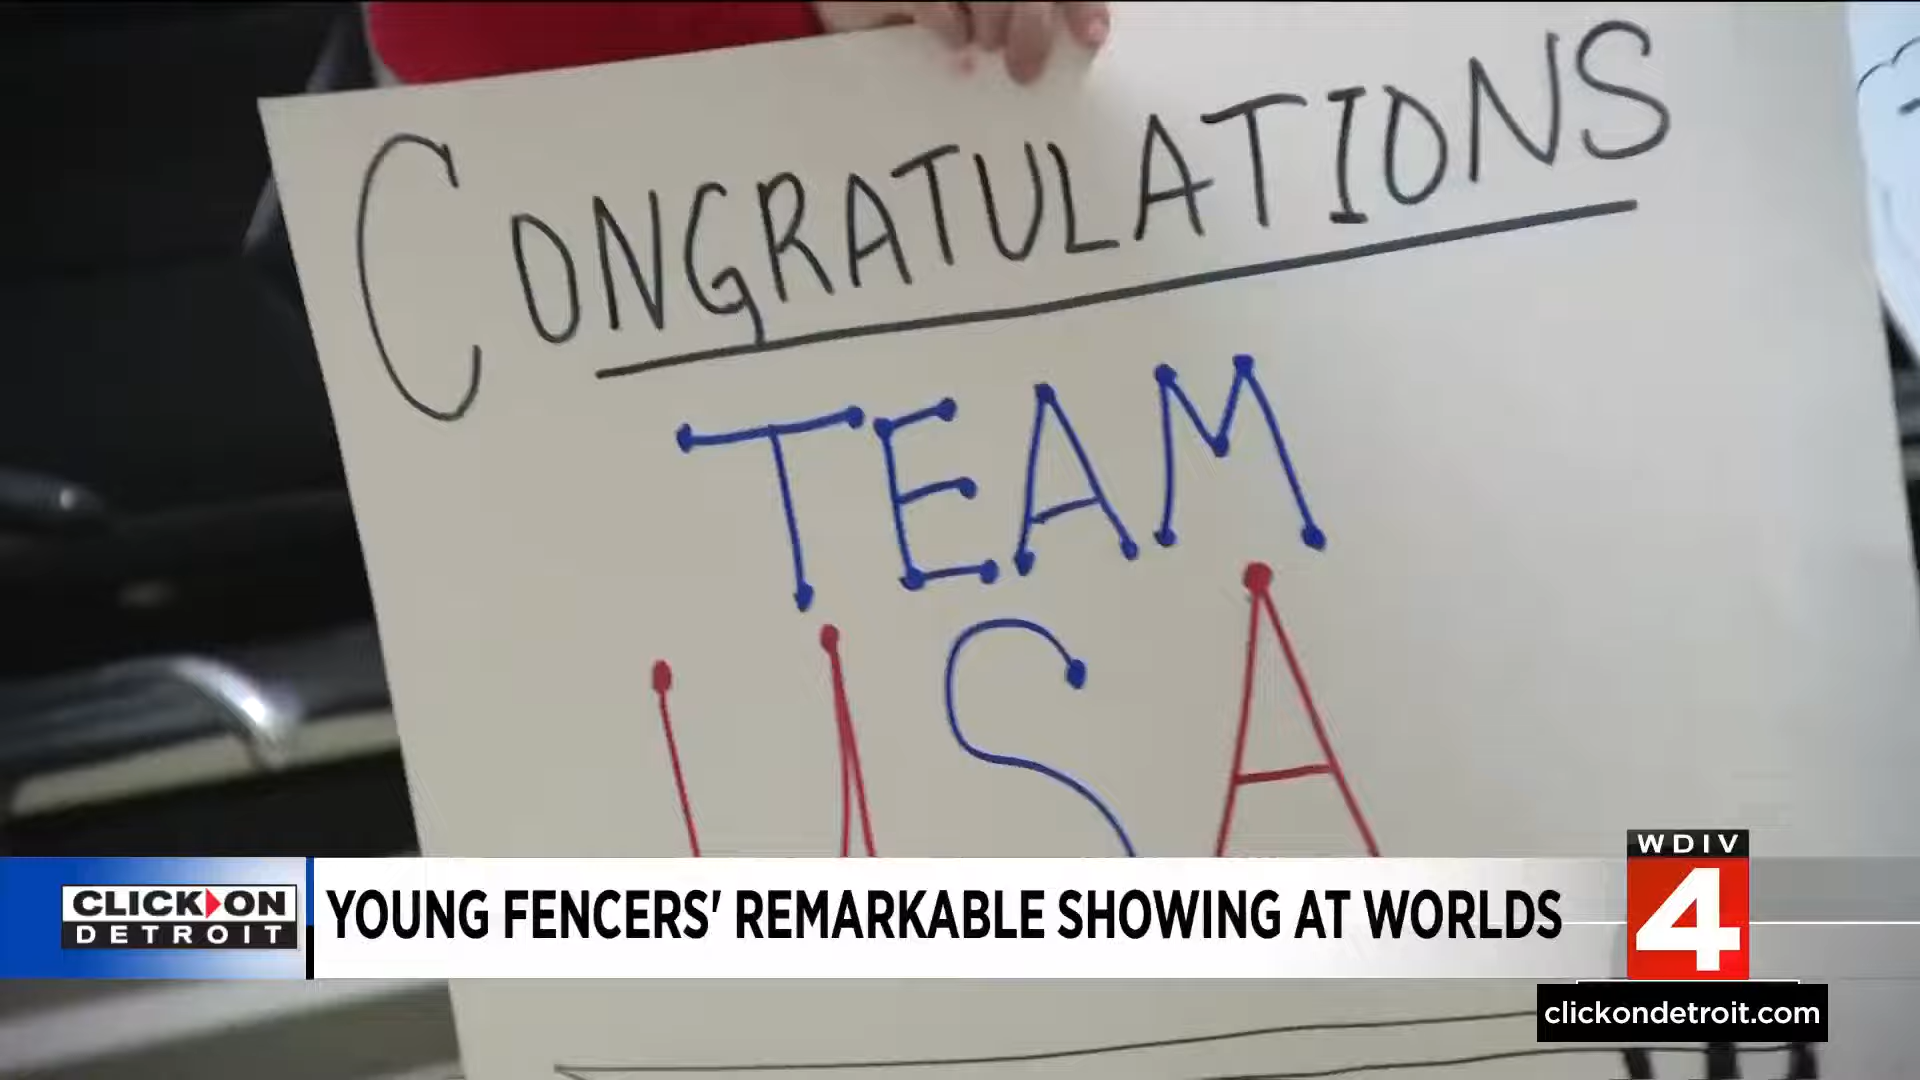 CONGRATULATIONS
TEAM
USA
WDIV
4
CLICK ON
DETROIT
YOUNG FENCERS' REMARKABLE SHOWING AT WORLDS
clickondetroit.com